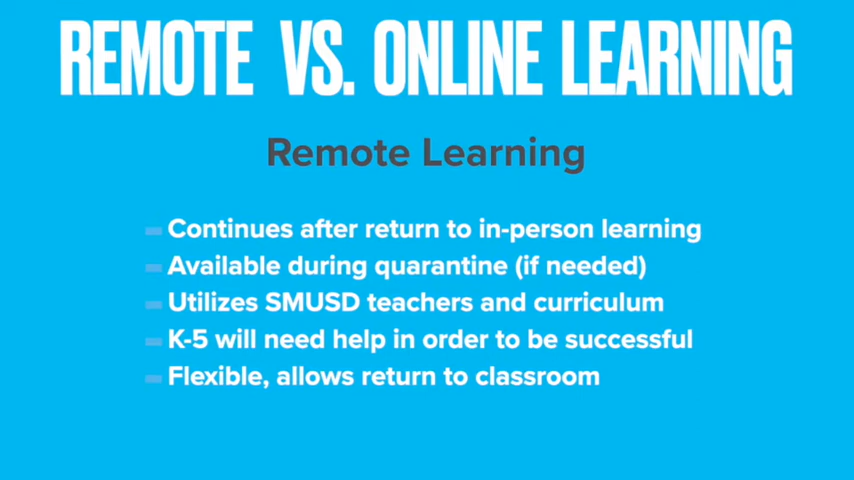 REMOTE VS. ONLINE LEARNING
Remote Learning
Continues after return to in-person learning
Available during quarantine (if needed)
Utilizes SMUSD teachers and curriculum
K-5 will need help in order to be successful
Flexible, allows return to classroom